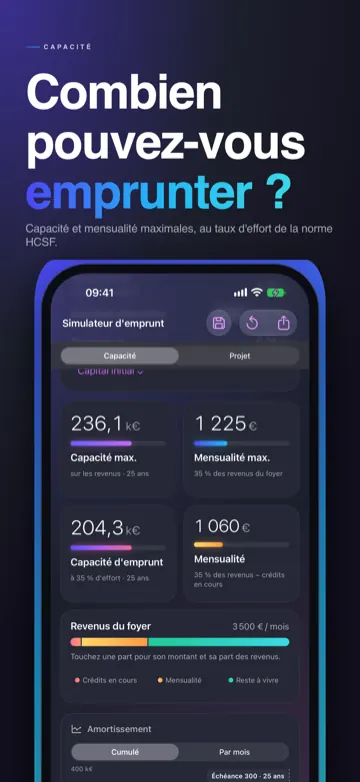 CAPACITÉ
Combien
pouvez-vous
emprunter ?
Capacité et mensualité maximales, au taux d'effort de la norme
HCSF.
09:41
Simulateur d'emprunt
Capacité
Projet
Capital initial
236,1 k€
Capacité max.
sur les revenus · 25 ans
1 225 €
Mensualité max.
35 % des revenus du foyer
204,3 k€
Capacité d'emprunt
à 35 % d'effort · 25 ans
1 060 €
Mensualité
35 % des revenus – crédits
en cours
Revenus du foyer
3 500 € / mois
Touchez une part pour son montant et sa part des revenus.
Crédits en cours
Mensualité
Reste à vivre
Amortissement
Cumulé
Par mois
400 k€
Échéance 300 · 25 ans